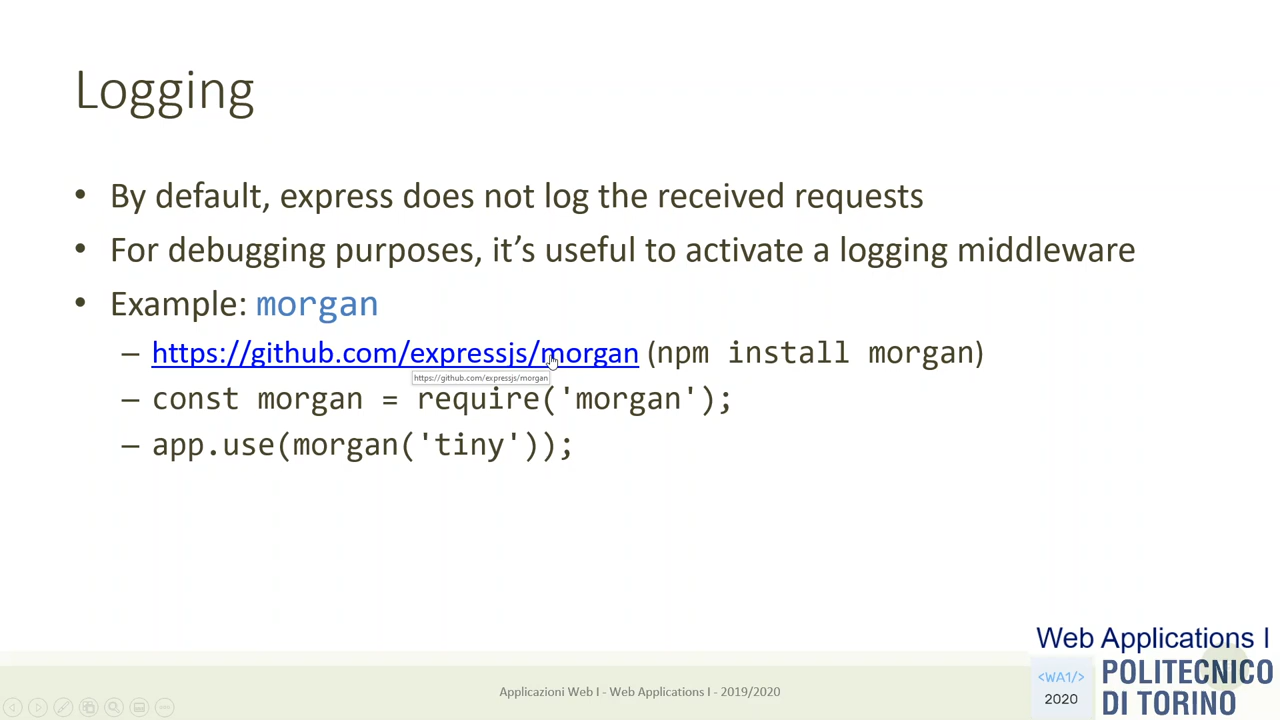 Logging
• By default, express does not log the received requests
• For debugging purposes, it’s useful to activate a logging middleware
• Example: morgan
– https://github.com/expressjs/morgan (npm install morgan)
https://github.com/expressjs/morgan
– const morgan = require('morgan');
– app.use(morgan('tiny'));
Applicazioni Web I - Web Applications I - 2019/2020
Web Applications I
<WA1/>
2020
POLITECNICO
DI TORINO